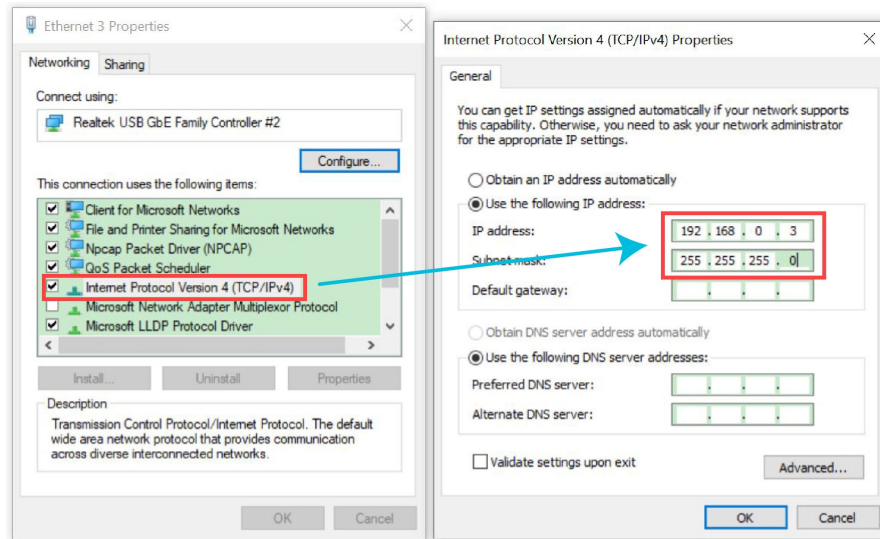 Ethernet 3 Properties
Networking
Sharing
Connect using:
Realtek USB GbE Family Controller #2
Configure...
This connection uses the following items:
Client for Microsoft Networks
File and Printer Sharing for Microsoft Networks
Npcap Packet Driver (NPCAP)
QoS Packet Scheduler
Internet Protocol Version 4 (TCP/IPv4)
Microsoft Network Adapter Multiplexor Protocol
Microsoft LLDP Protocol Driver
Install...
Uninstall
Properties
Description
Transmission Control Protocol/Internet Protocol. The default
wide area network protocol that provides communication
across diverse interconnected networks.
OK
Cancel
Internet Protocol Version 4 (TCP/IPv4) Properties
General
You can get IP settings assigned automatically if your network supports
this capability. Otherwise, you need to ask your network administrator
for the appropriate IP settings.
Obtain an IP address automatically
Use the following IP address:
IP address: 192 . 168 . 0 . 3
Subnet mask: 255 . 255 . 255 . 0
Default gateway: . . .
Obtain DNS server address automatically
Use the following DNS server addresses:
Preferred DNS server: . . .
Alternate DNS server: . . .
Validate settings upon exit
Advanced...
OK
Cancel